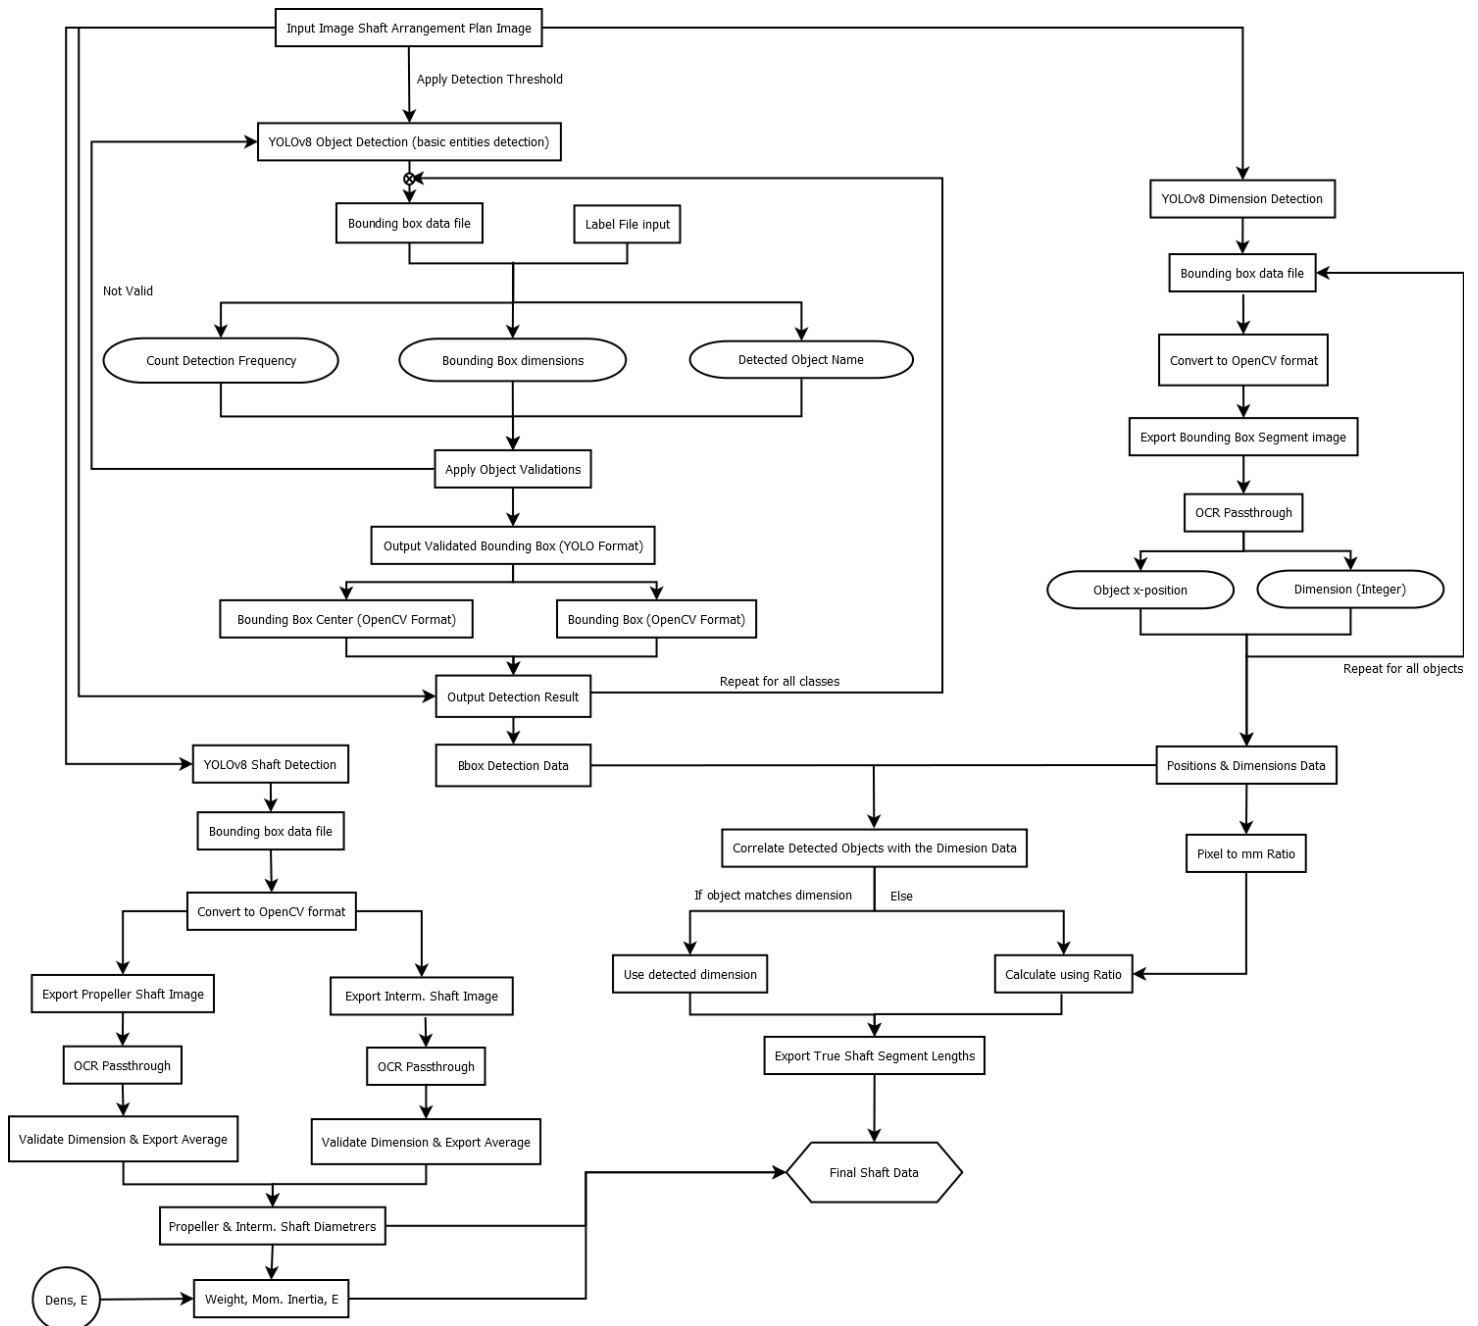 Input Image Shaft Arrangement Plan Image
Apply Detection Threshold
YOLOv8 Object Detection (basic entities detection)
YOLOv8 Dimension Detection
Bounding box data file
Label File input
Bounding box data file
Not Valid
Count Detection Frequency
Bounding Box dimensions
Detected Object Name
Convert to OpenCV format
Export Bounding Box Segment image
Apply Object Validations
OCR Passthrough
Output Validated Bounding Box (YOLO Format)
Object x-position
Dimension (Integer)
Bounding Box Center (OpenCV Format)
Bounding Box (OpenCV Format)
Repeat for all objects
Repeat for all classes
Output Detection Result
YOLOv8 Shaft Detection
Bbox Detection Data
Positions & Dimensions Data
Bounding box data file
Correlate Detected Objects with the Dimesion Data
Pixel to mm Ratio
If object matches dimension
Else
Convert to OpenCV format
Use detected dimension
Calculate using Ratio
Export Propeller Shaft Image
Export Interm. Shaft Image
Export True Shaft Segment Lengths
OCR Passthrough
OCR Passthrough
Validate Dimension & Export Average
Validate Dimension & Export Average
Final Shaft Data
Propeller & Interm. Shaft Diametrers
Dens, E
Weight, Mom. Inertia, E